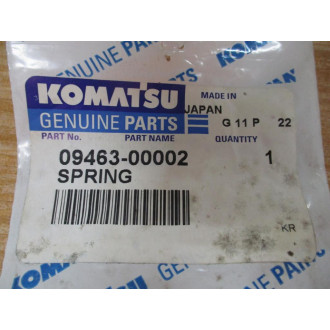 GENUINE PARTS
KOMATSU
MADE IN
JAPAN
GENUINE PARTS
G 11 P 22
PART No. PART NAME QUANTITY
09463-00002 1
SPRING
KR
KOMATSU
GENUINE PARTS